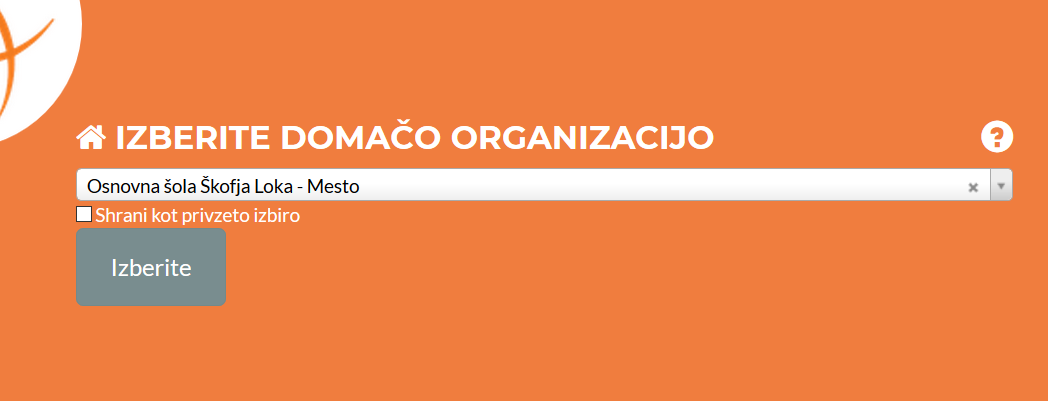 IZBERITE DOMAČO ORGANIZACIJO
Osnovna šola Škofja Loka - Mesto
Shrani kot privzeto izbiro
Izberite